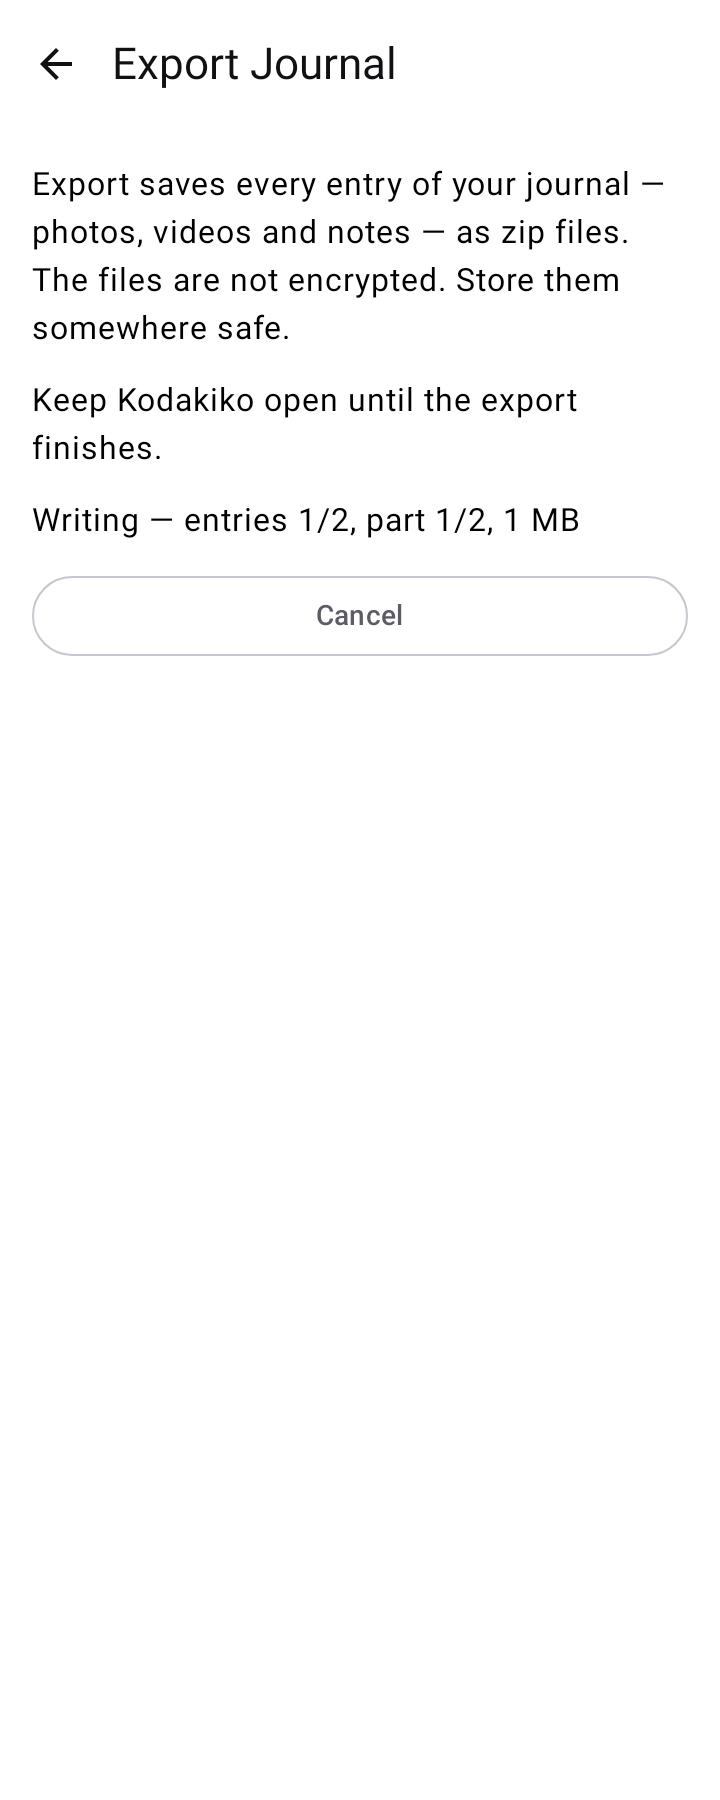 Export Journal
Export saves every entry of your journal —
photos, videos and notes — as zip files.
The files are not encrypted. Store them
somewhere safe.
Keep Kodakiko open until the export
finishes.
Writing — entries 1/2, part 1/2, 1 MB
Cancel